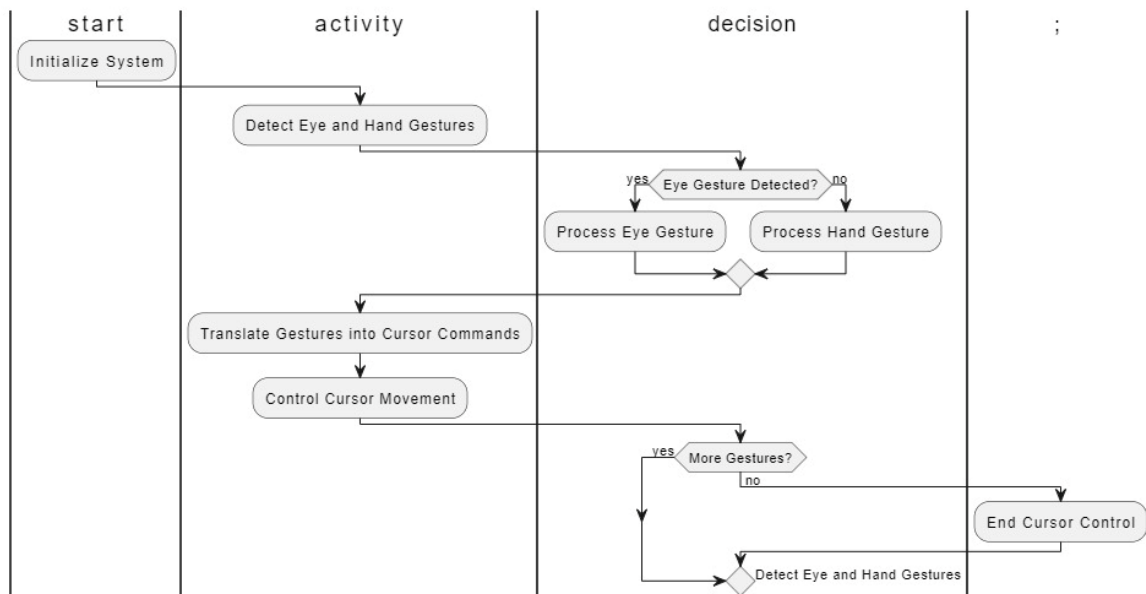 start
activity
decision
;
Initialize System
Detect Eye and Hand Gestures
yes
Eye Gesture Detected?
no
Process Eye Gesture
Process Hand Gesture
Translate Gestures into Cursor Commands
Control Cursor Movement
yes
More Gestures?
no
End Cursor Control
Detect Eye and Hand Gestures